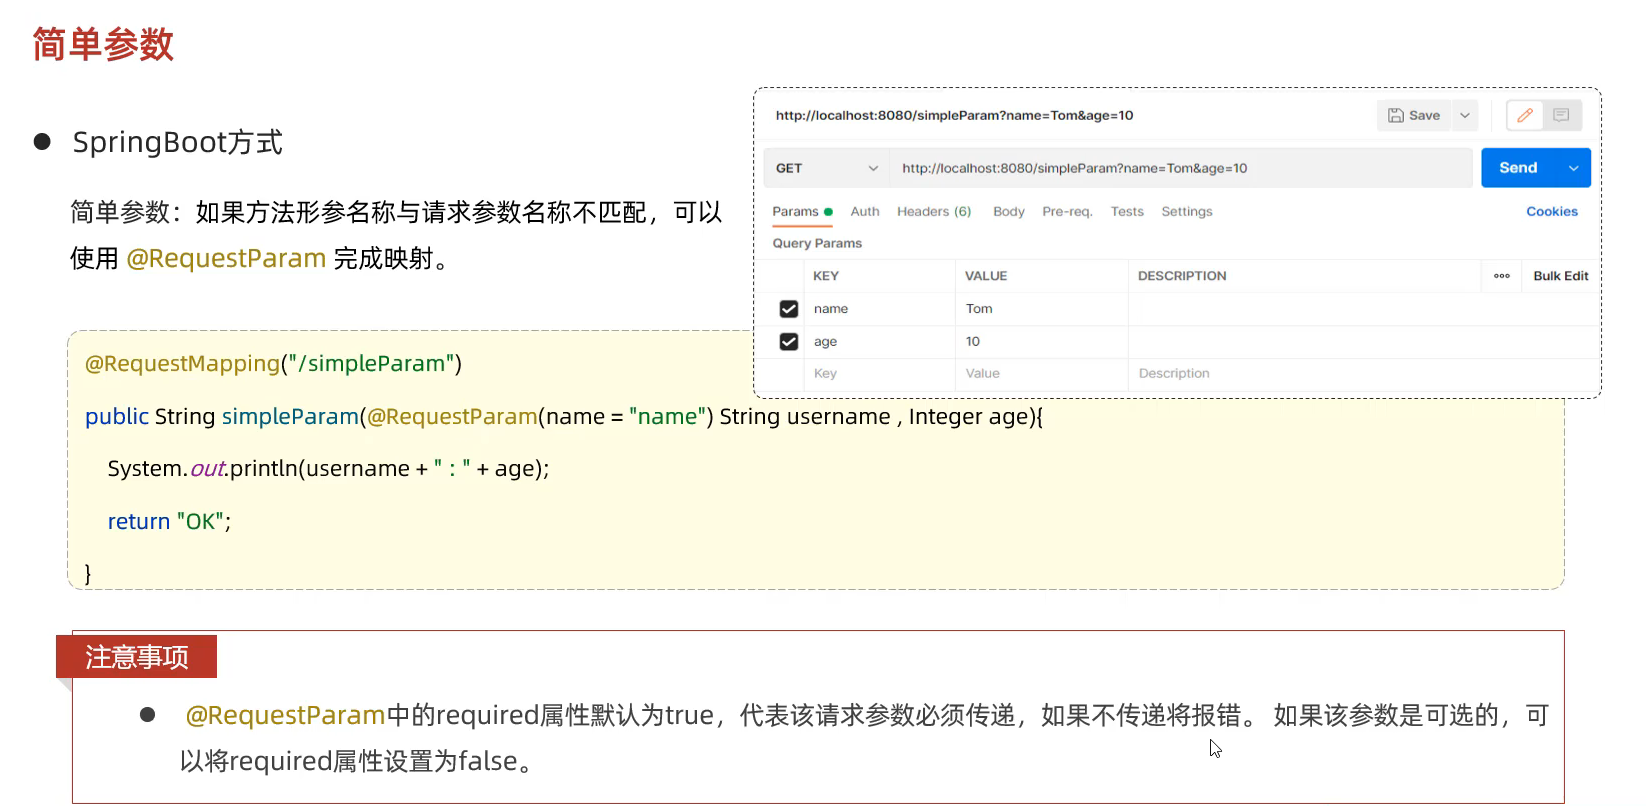 简单参数
SpringBoot方式
简单参数：如果方法形参名称与请求参数名称不匹配，可以
使用 @RequestParam 完成映射。
http://localhost:8080/simpleParam?name=Tom&age=10
Save
GET
http://localhost:8080/simpleParam?name=Tom&age=10
Send
Params Auth Headers (6) Body Pre-req. Tests Settings Cookies
Query Params
KEY VALUE DESCRIPTION ooo Bulk Edit
name Tom
age 10
Key Value Description
@RequestMapping("/simpleParam")
public String simpleParam(@RequestParam(name = "name") String username , Integer age){
System.out.println(username + " : " + age);
return "OK";
}
注意事项
@RequestParam中的required属性默认为true，代表该请求参数必须传递，如果不传递将报错。 如果该参数是可选的，可
以将required属性设置为false。